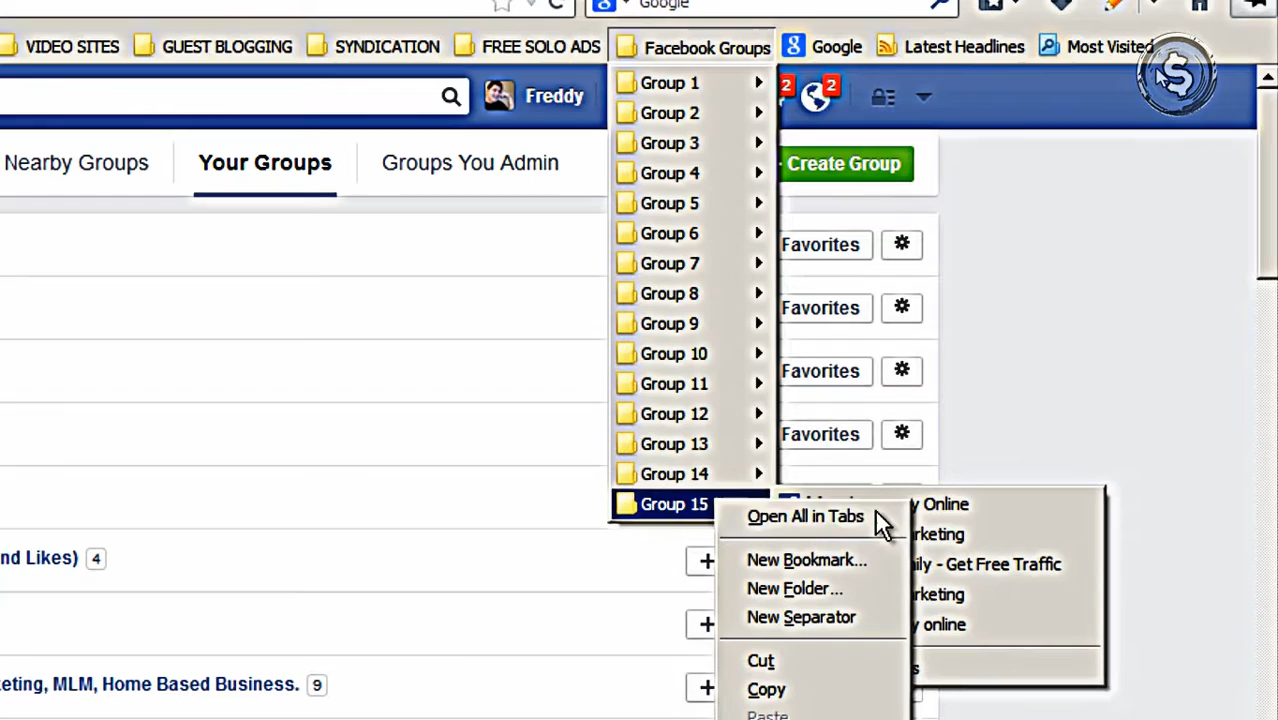 Google
VIDEO SITES
GUEST BLOGGING
SYNDICATION
FREE SOLO ADS
Facebook Groups
Google
Latest Headlines
Most Visited
Freddy
2
2
Nearby Groups
Your Groups
Groups You Admin
Create Group
Group 1
Group 2
Group 3
Group 4
Group 5
Group 6
Group 7
Group 8
Group 9
Group 10
Group 11
Group 12
Group 13
Group 14
Group 15
Favorites
Favorites
Favorites
Favorites
Open All in Tabs
New Bookmark...
New Folder...
New Separator
Cut
Copy
Paste
y Online
rketing
ily - Get Free Traffic
rketing
y online
s
nd Likes) 4
eting, MLM, Home Based Business. 9